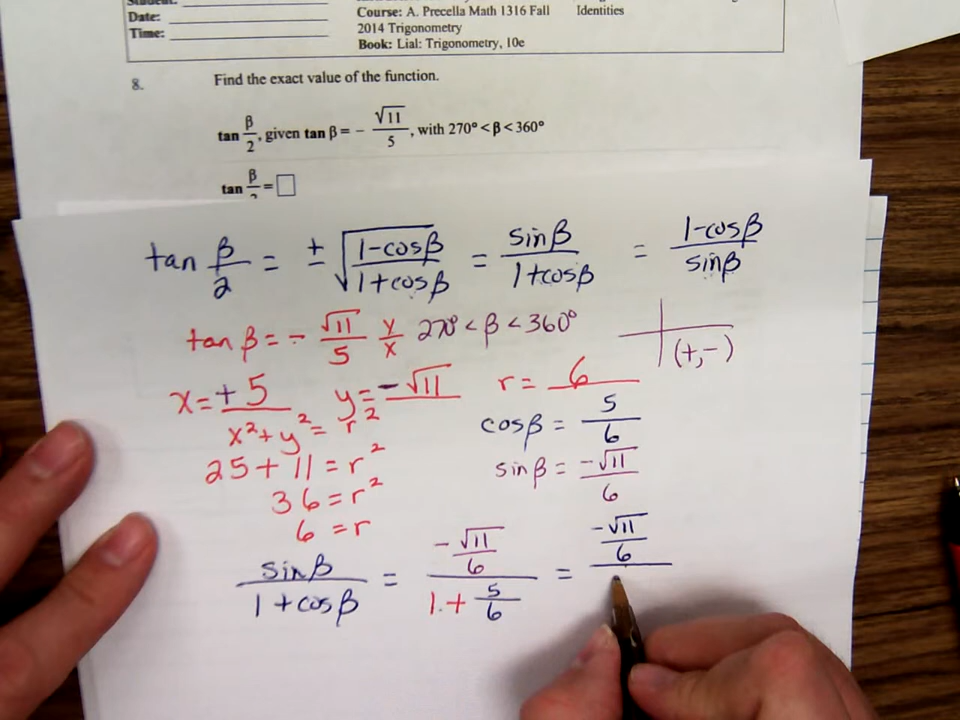 Date:
Time:
Course: A. Precella Math 1316 Fall
2014 Trigonometry
Book: Lial: Trigonometry, 10e
Identities
8. Find the exact value of the function.
tan β/2, given tan β = - √11/5, with 270° < β < 360°
tan β/2 = □
tan β/2 = ± √(1-cosβ / 1+cosβ) = sinβ / 1+cosβ = 1-cosβ / sinβ
tan β = - √11/5 y/x 270° < β < 360° (+,-)
x = +5 y = -√11 r = 6
x² + y² = r²
cosβ = 5/6
25 + 11 = r²
sinβ = -√11/6
36 = r²
6 = r
sinβ / 1 + cosβ = -√11/6 / 1 + 5/6 = -√11/6